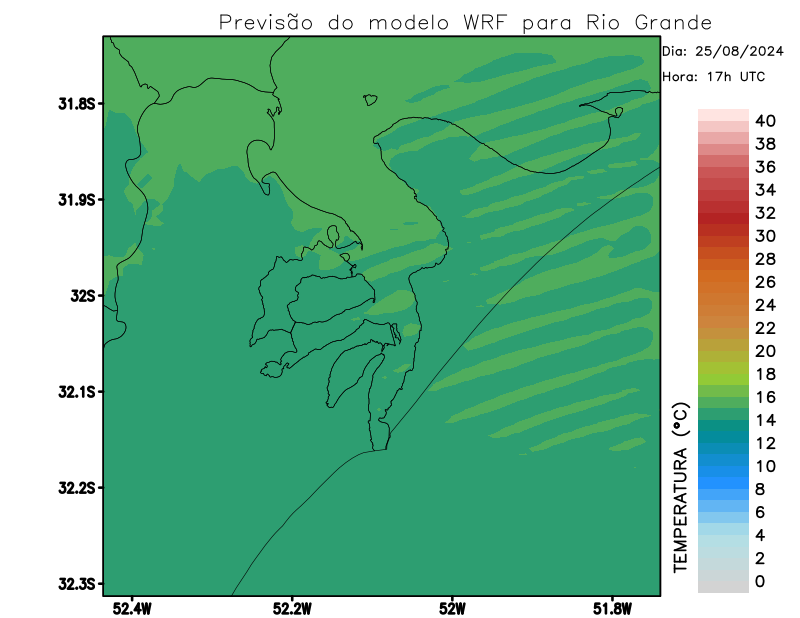 Previsão do modelo WRF para Rio Grande
Dia: 25/08/2024
Hora: 17h UTC
31.8S
31.9S
32S
32.1S
32.2S
32.3S
52.4W
52.2W
52W
51.8W
TEMPERATURA (°C)
40
38
36
34
32
30
28
26
24
22
20
18
16
14
12
10
8
6
4
2
0